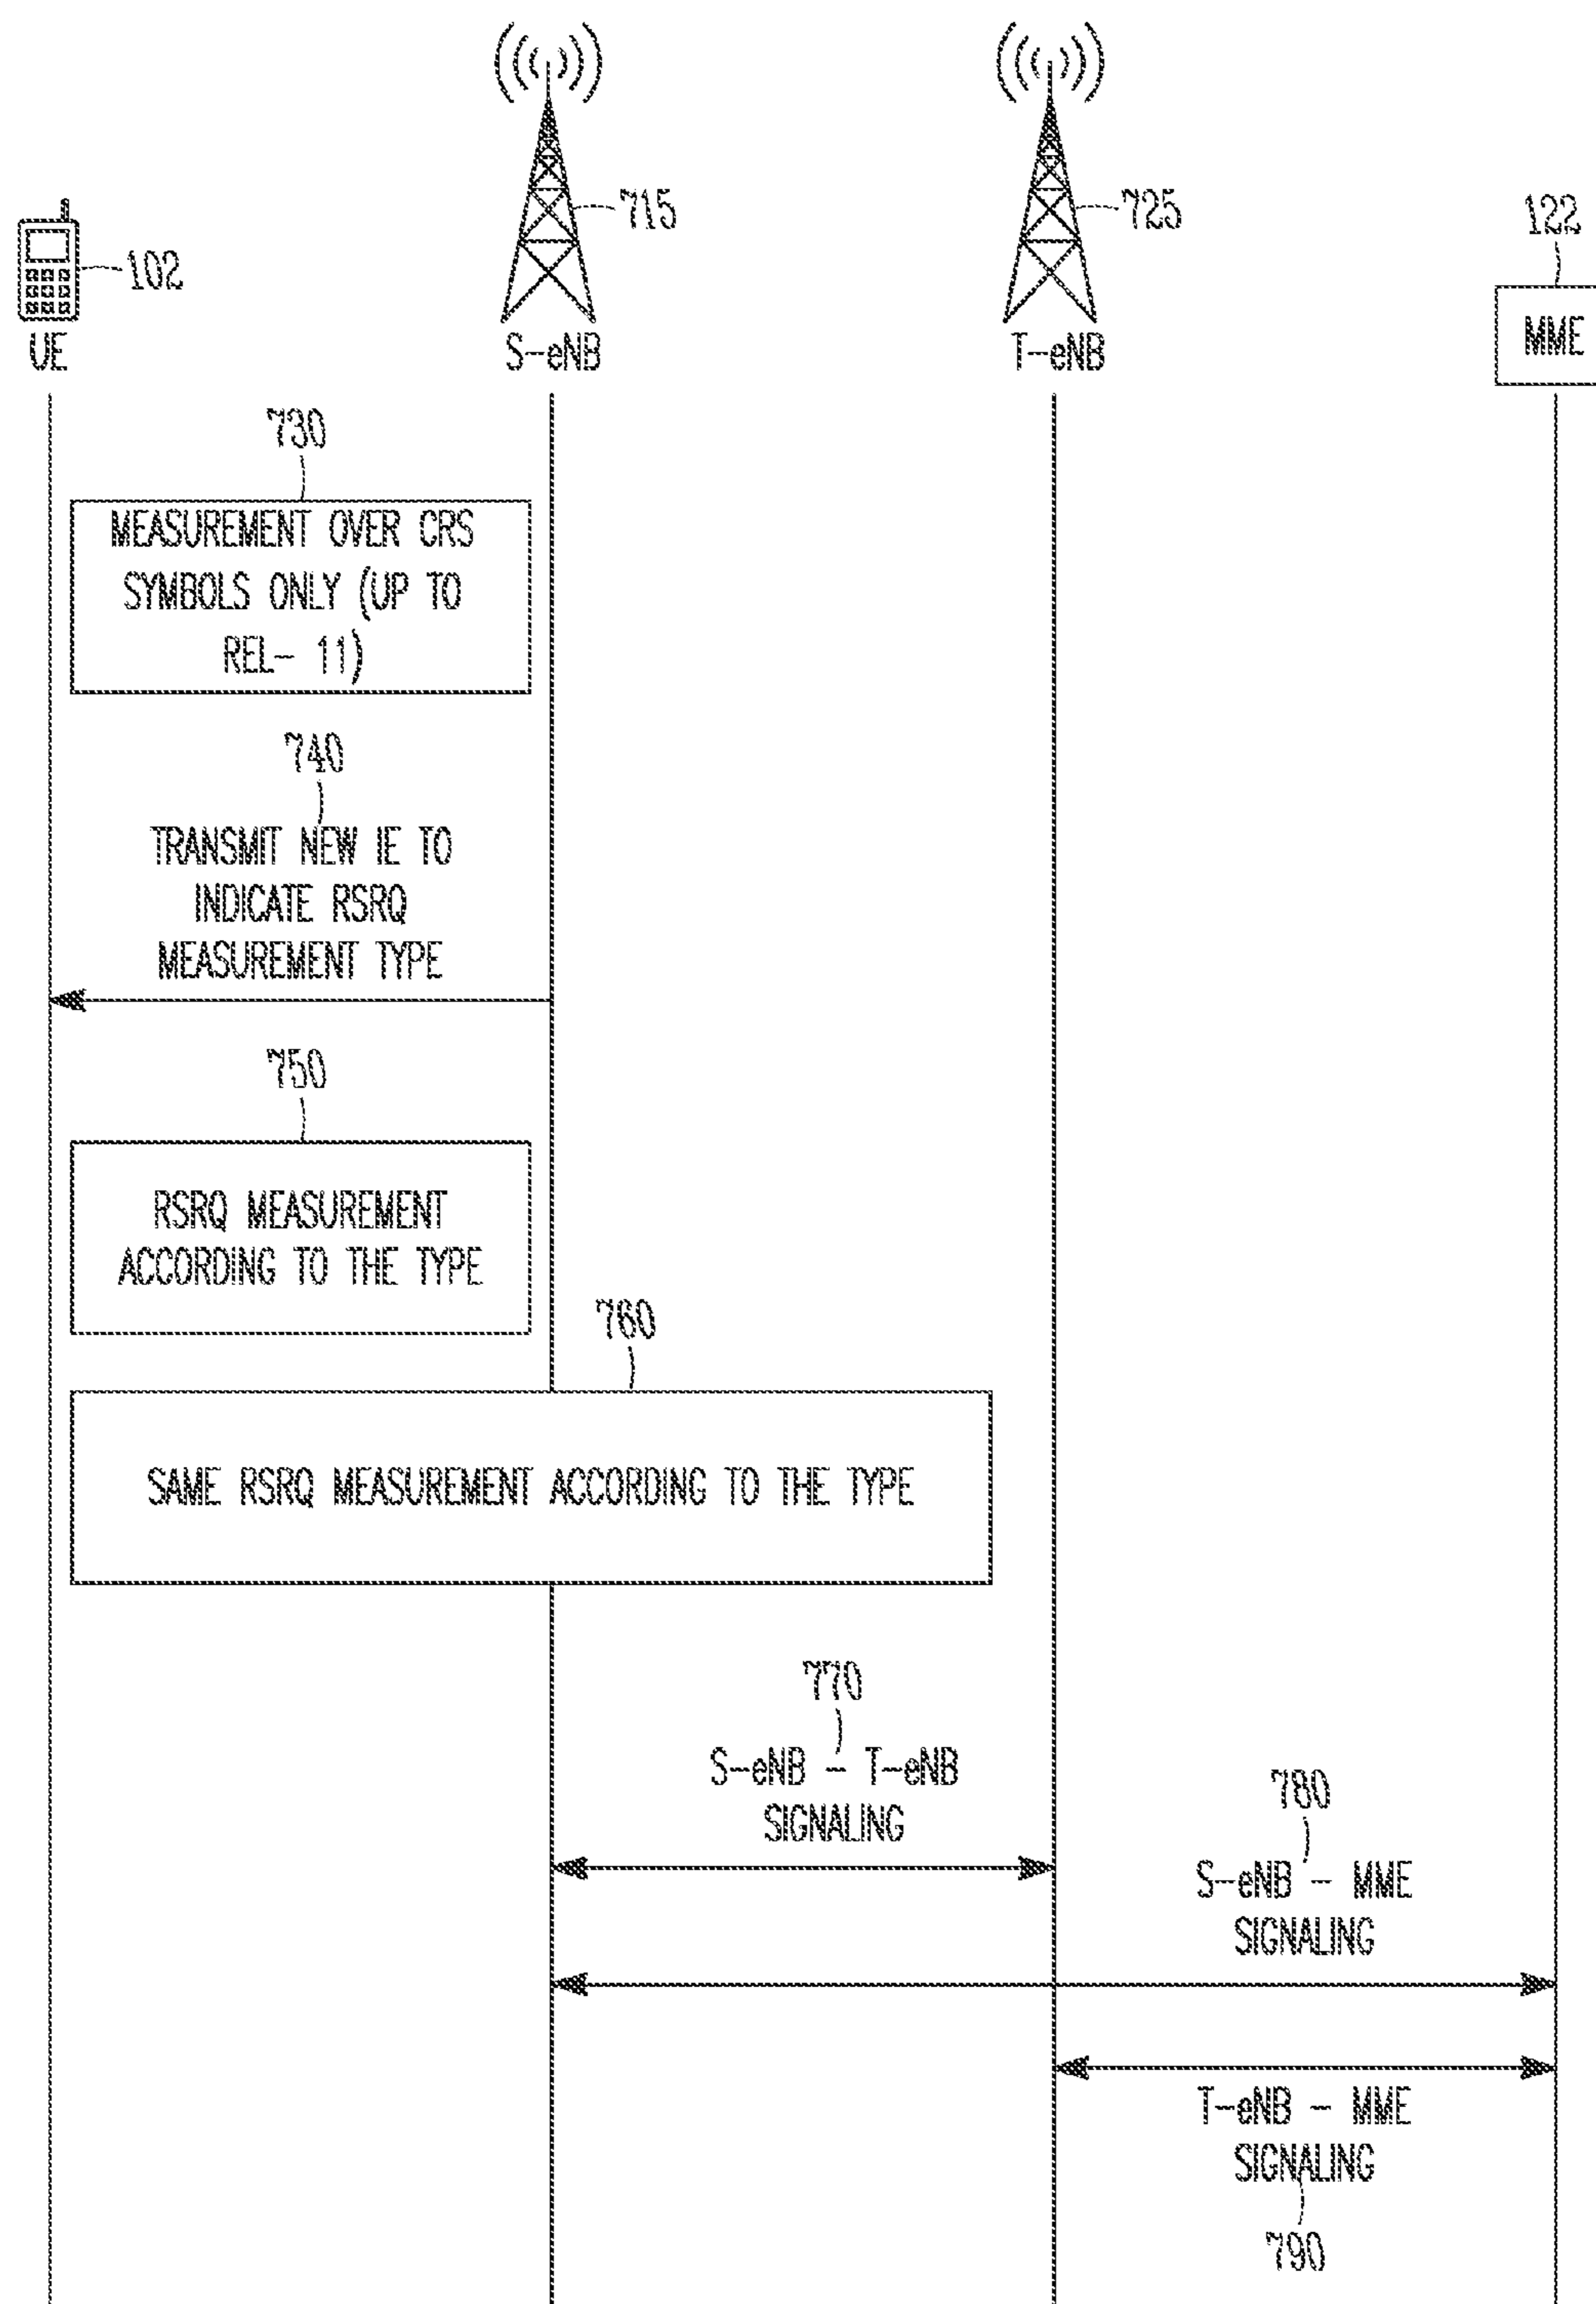 715
725
122
102
UE
S-eNB
T-eNB
MME
730
MEASUREMENT OVER CRS
SYMBOLS ONLY (UP TO
REL- 11)
740
TRANSMIT NEW IE TO
INDICATE RSRQ
MEASUREMENT TYPE
750
RSRQ MEASUREMENT
ACCORDING TO THE TYPE
760
SAME RSRQ MEASUREMENT ACCORDING TO THE TYPE
770
S-eNB - T-eNB
SIGNALING
780
S-eNB - MME
SIGNALING
T-eNB - MME
SIGNALING
790